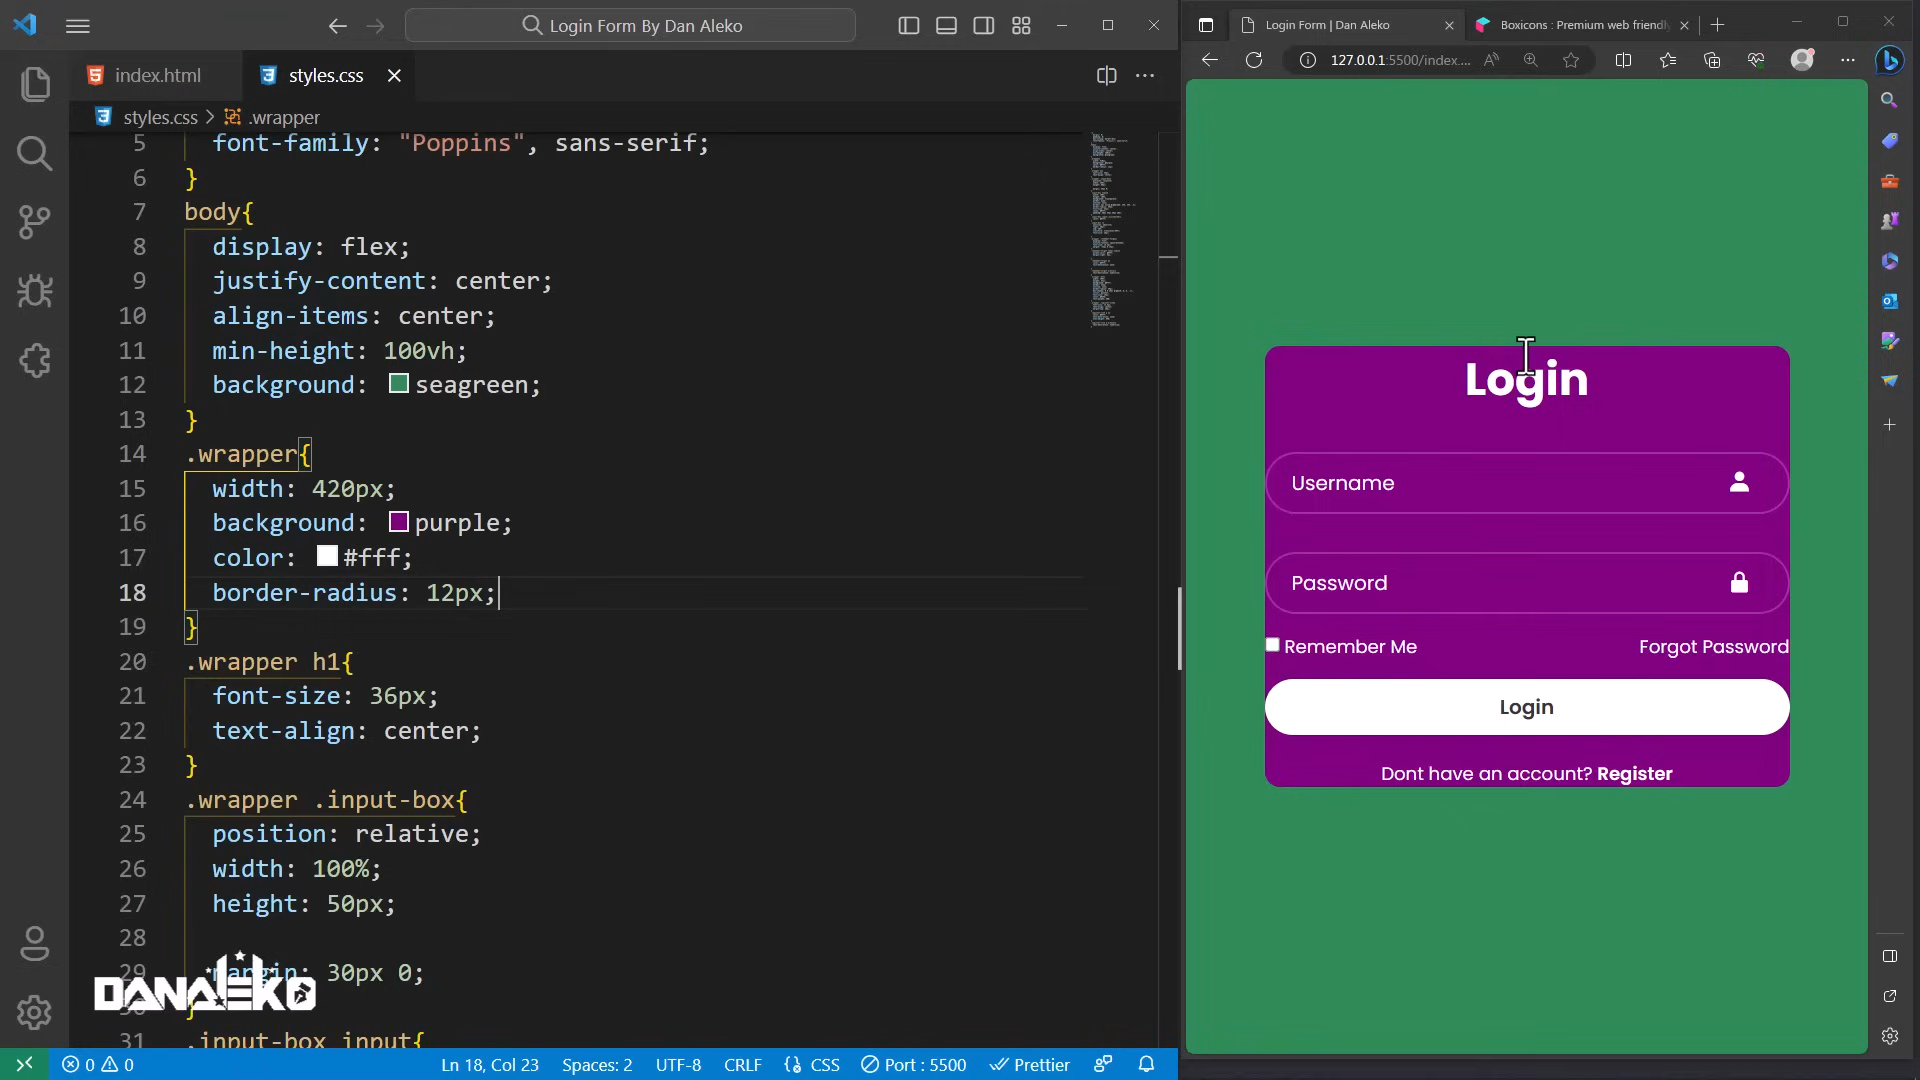 Login Form By Dan Aleko
index.html
styles.css
styles.css > .wrapper
5 font-family: "Poppins", sans-serif;
6 }
7 body{
8 display: flex;
9 justify-content: center;
10 align-items: center;
11 min-height: 100vh;
12 background: seagreen;
13 }
14 .wrapper{
15 width: 420px;
16 background: purple;
17 color: #fff;
18 border-radius: 12px;
19 }
20 .wrapper h1{
21 font-size: 36px;
22 text-align: center;
23 }
24 .wrapper .input-box{
25 position: relative;
26 width: 100%;
27 height: 50px;
28
29 margin: 30px 0;
}
31 .input-box input{
DANALEKO
0 0
Ln 18, Col 23
Spaces: 2
UTF-8
CRLF
CSS
Port : 5500
Prettier
Login Form | Dan Aleko
Boxicons : Premium web friendly
127.0.0.1:5500/index....
Login
Username
Password
Remember Me
Forgot Password
Login
Dont have an account? Register